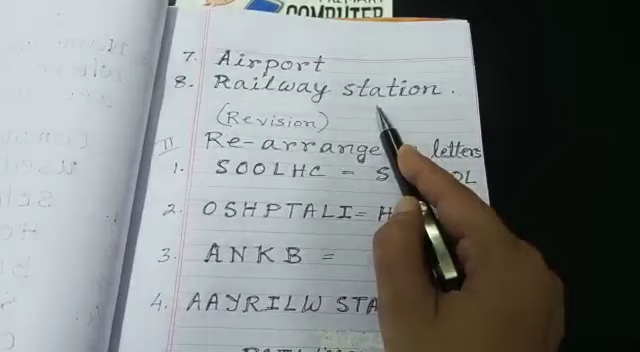 COMPUTER
7. Airport
8. Railway station.
(Revision)
II Re-arrange letters
1. SOOLHC = S OL
2. OSHPTALI = H
3. ANKB =
4. AAYRILW STA